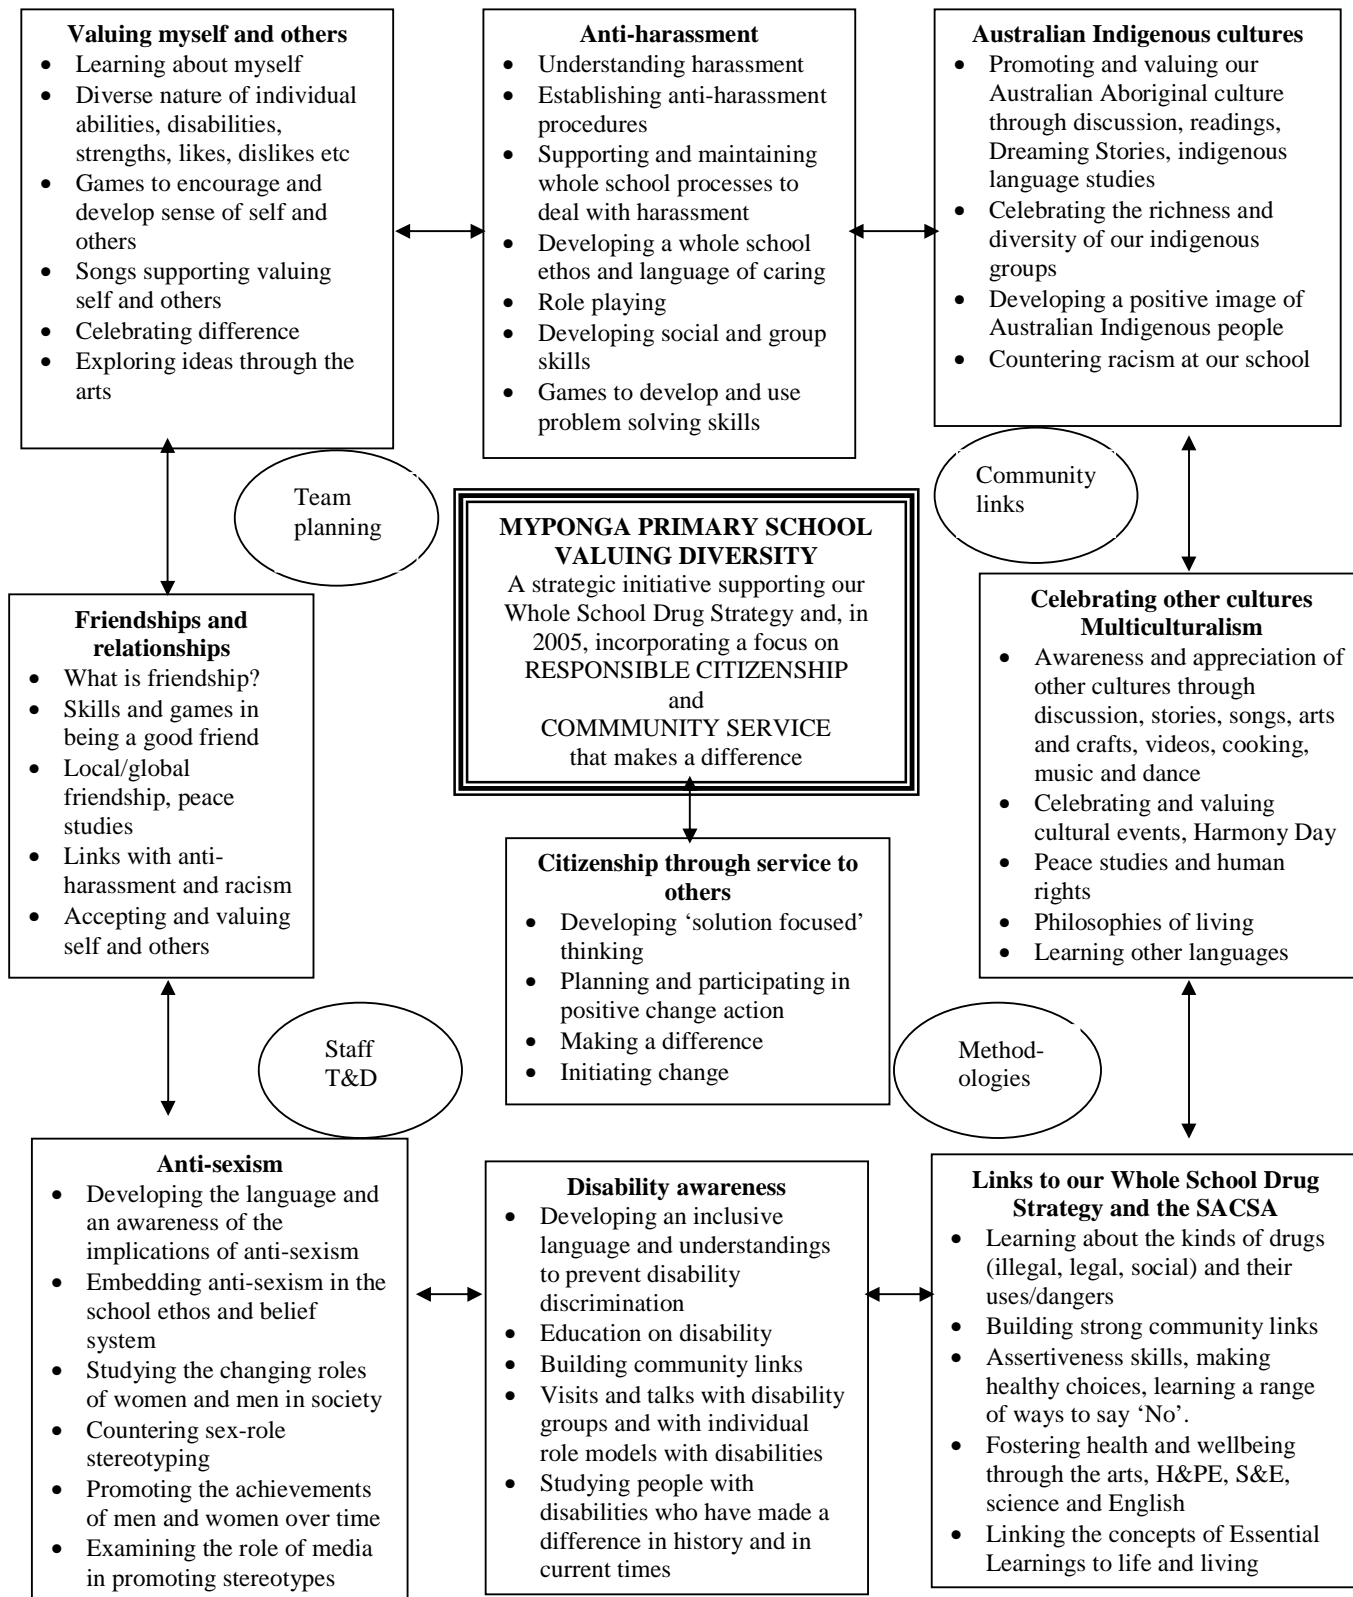 Valuing myself and others
• Learning about myself
• Diverse nature of individual
abilities, disabilities,
strengths, likes, dislikes etc
• Games to encourage and
develop sense of self and
others
• Songs supporting valuing
self and others
• Celebrating difference
• Exploring ideas through the
arts
Anti-harassment
• Understanding harassment
• Establishing anti-harassment
procedures
• Supporting and maintaining
whole school processes to
deal with harassment
• Developing a whole school
ethos and language of caring
• Role playing
• Developing social and group
skills
• Games to develop and use
problem solving skills
Australian Indigenous cultures
• Promoting and valuing our
Australian Aboriginal culture
through discussion, readings,
Dreaming Stories, indigenous
language studies
• Celebrating the richness and
diversity of our indigenous
groups
• Developing a positive image of
Australian Indigenous people
• Countering racism at our school
Team
planning
Community
links
MYPONGA PRIMARY SCHOOL
VALUING DIVERSITY
A strategic initiative supporting our
Whole School Drug Strategy and, in
2005, incorporating a focus on
RESPONSIBLE CITIZENSHIP
and
COMMMUNITY SERVICE
that makes a difference
Friendships and
relationships
• What is friendship?
• Skills and games in
being a good friend
• Local/global
friendship, peace
studies
• Links with anti-
harassment and racism
• Accepting and valuing
self and others
Celebrating other cultures
Multiculturalism
• Awareness and appreciation of
other cultures through
discussion, stories, songs, arts
and crafts, videos, cooking,
music and dance
• Celebrating and valuing
cultural events, Harmony Day
• Peace studies and human
rights
• Philosophies of living
• Learning other languages
Citizenship through service to
others
• Developing ‘solution focused’
thinking
• Planning and participating in
positive change action
• Making a difference
• Initiating change
Staff
T&D
Method-
ologies
Anti-sexism
• Developing the language and
an awareness of the
implications of anti-sexism
• Embedding anti-sexism in the
school ethos and belief
system
• Studying the changing roles
of women and men in society
• Countering sex-role
stereotyping
• Promoting the achievements
of men and women over time
• Examining the role of media
in promoting stereotypes
Disability awareness
• Developing an inclusive
language and understandings
to prevent disability
discrimination
• Education on disability
• Building community links
• Visits and talks with disability
groups and with individual
role models with disabilities
• Studying people with
disabilities who have made a
difference in history and in
current times
Links to our Whole School Drug
Strategy and the SACSA
• Learning about the kinds of drugs
(illegal, legal, social) and their
uses/dangers
• Building strong community links
• Assertiveness skills, making
healthy choices, learning a range
of ways to say ‘No’.
• Fostering health and wellbeing
through the arts, H&PE, S&E,
science and English
• Linking the concepts of Essential
Learnings to life and living